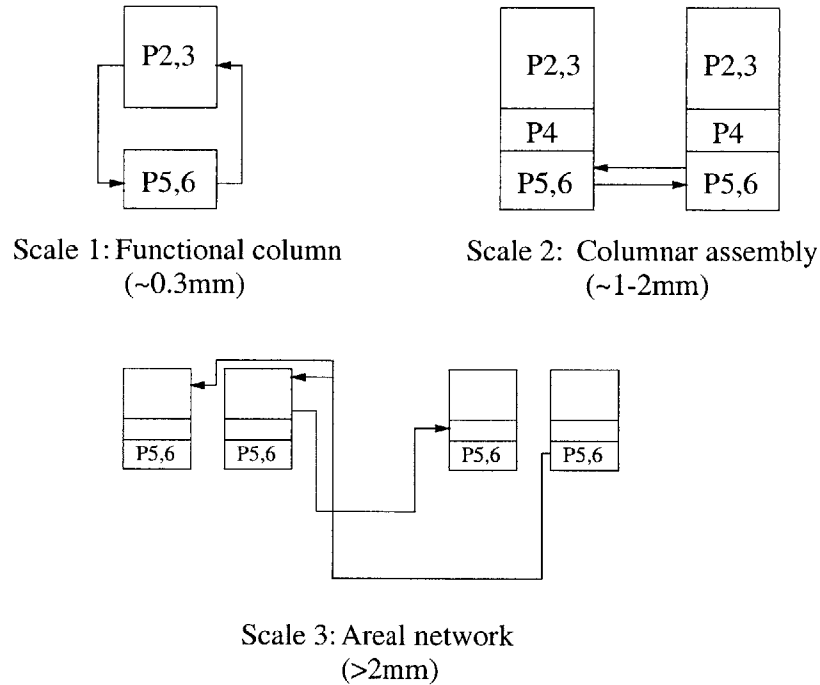 P2,3
P5,6
Scale 1: Functional column
(~0.3mm)
P2,3
P2,3
P4
P4
P5,6
P5,6
Scale 2: Columnar assembly
(~1-2mm)
P5,6
P5,6
P5,6
P5,6
Scale 3: Areal network
(>2mm)